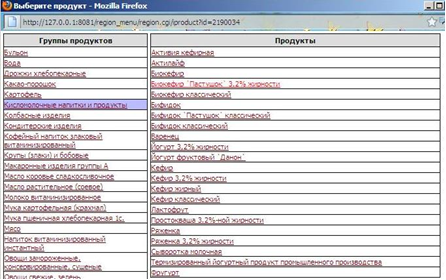 Выберите продукт - Mozilla Firefox
http://127.0.0.1:8081/region_menu/region.cgi/product?id=2190034
Группы продуктов
Бульон
Вода
Дрожжи хлебопекарные
Какао-порошок
Картофель
Кисломолочные напитки и продукты
Колбасные изделия
Кондитерские изделия
Кофейный напиток злаковый
витаминизированный
Крупы (злаки) и бобовые
Макаронные изделия группы А
Масло коровье сладкосливочное
Масло растительное (соевое)
Молоко витаминизированное
Мука картофельная (крахмал)
Мука пшеничная хлебопекарная 1с.
Мясо
Напиток витаминизированный
инстантный
Овощи замороженные,
консервированные, сушеные
Овощи свежие, зелень
Продукты
Активия кефирная
Актилайф
Биокефир
Биокефир `Пастушок` 3,2% жирности
Биокефир классический
Бифидок
Бифидок `Пастушок` классический
Бифидок классический
Варенец
Йогурт 3,2% жирности
Йогурт фруктовый `Данон`
Кефир
Кефир 3,2% жирности
Кефир жирный
Кефир классический
Лактофрут
Простокваша 3,2%-ной жирности
Ряженка
Ряженка 3,2% жирности
Сыворотка молочная
Термизированный йогуртный продукт промышленного производства
Фругурт